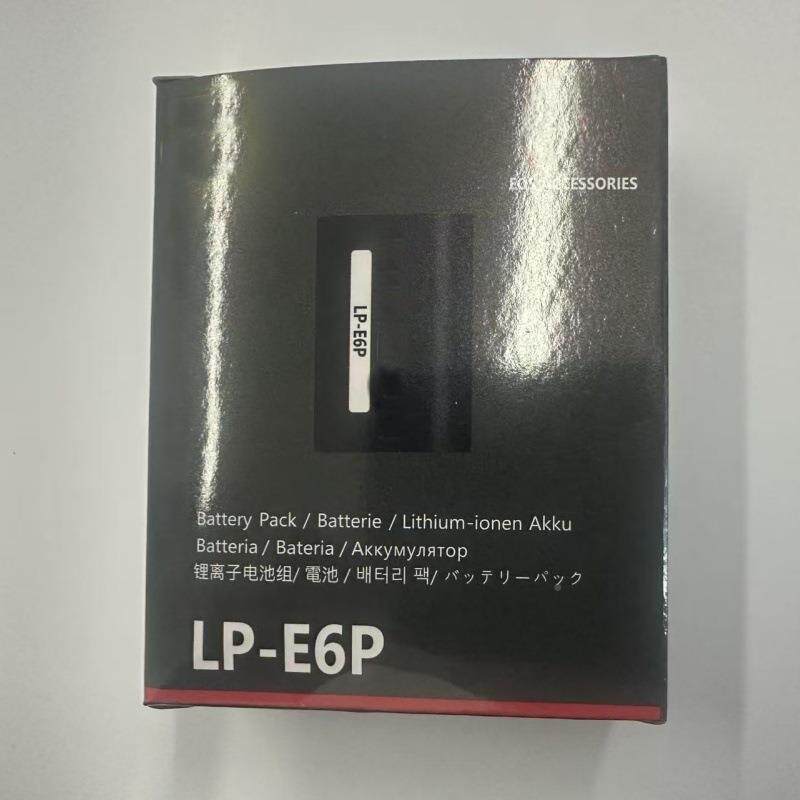 EOS ACCESSORIES
LP-E6P
Battery Pack / Batterie / Lithium-ionen Akku
Batteria / Bateria / Аккумулятор
锂离子电池组/ 電池 / 배터리 팩/ バッテリーパック
LP-E6P